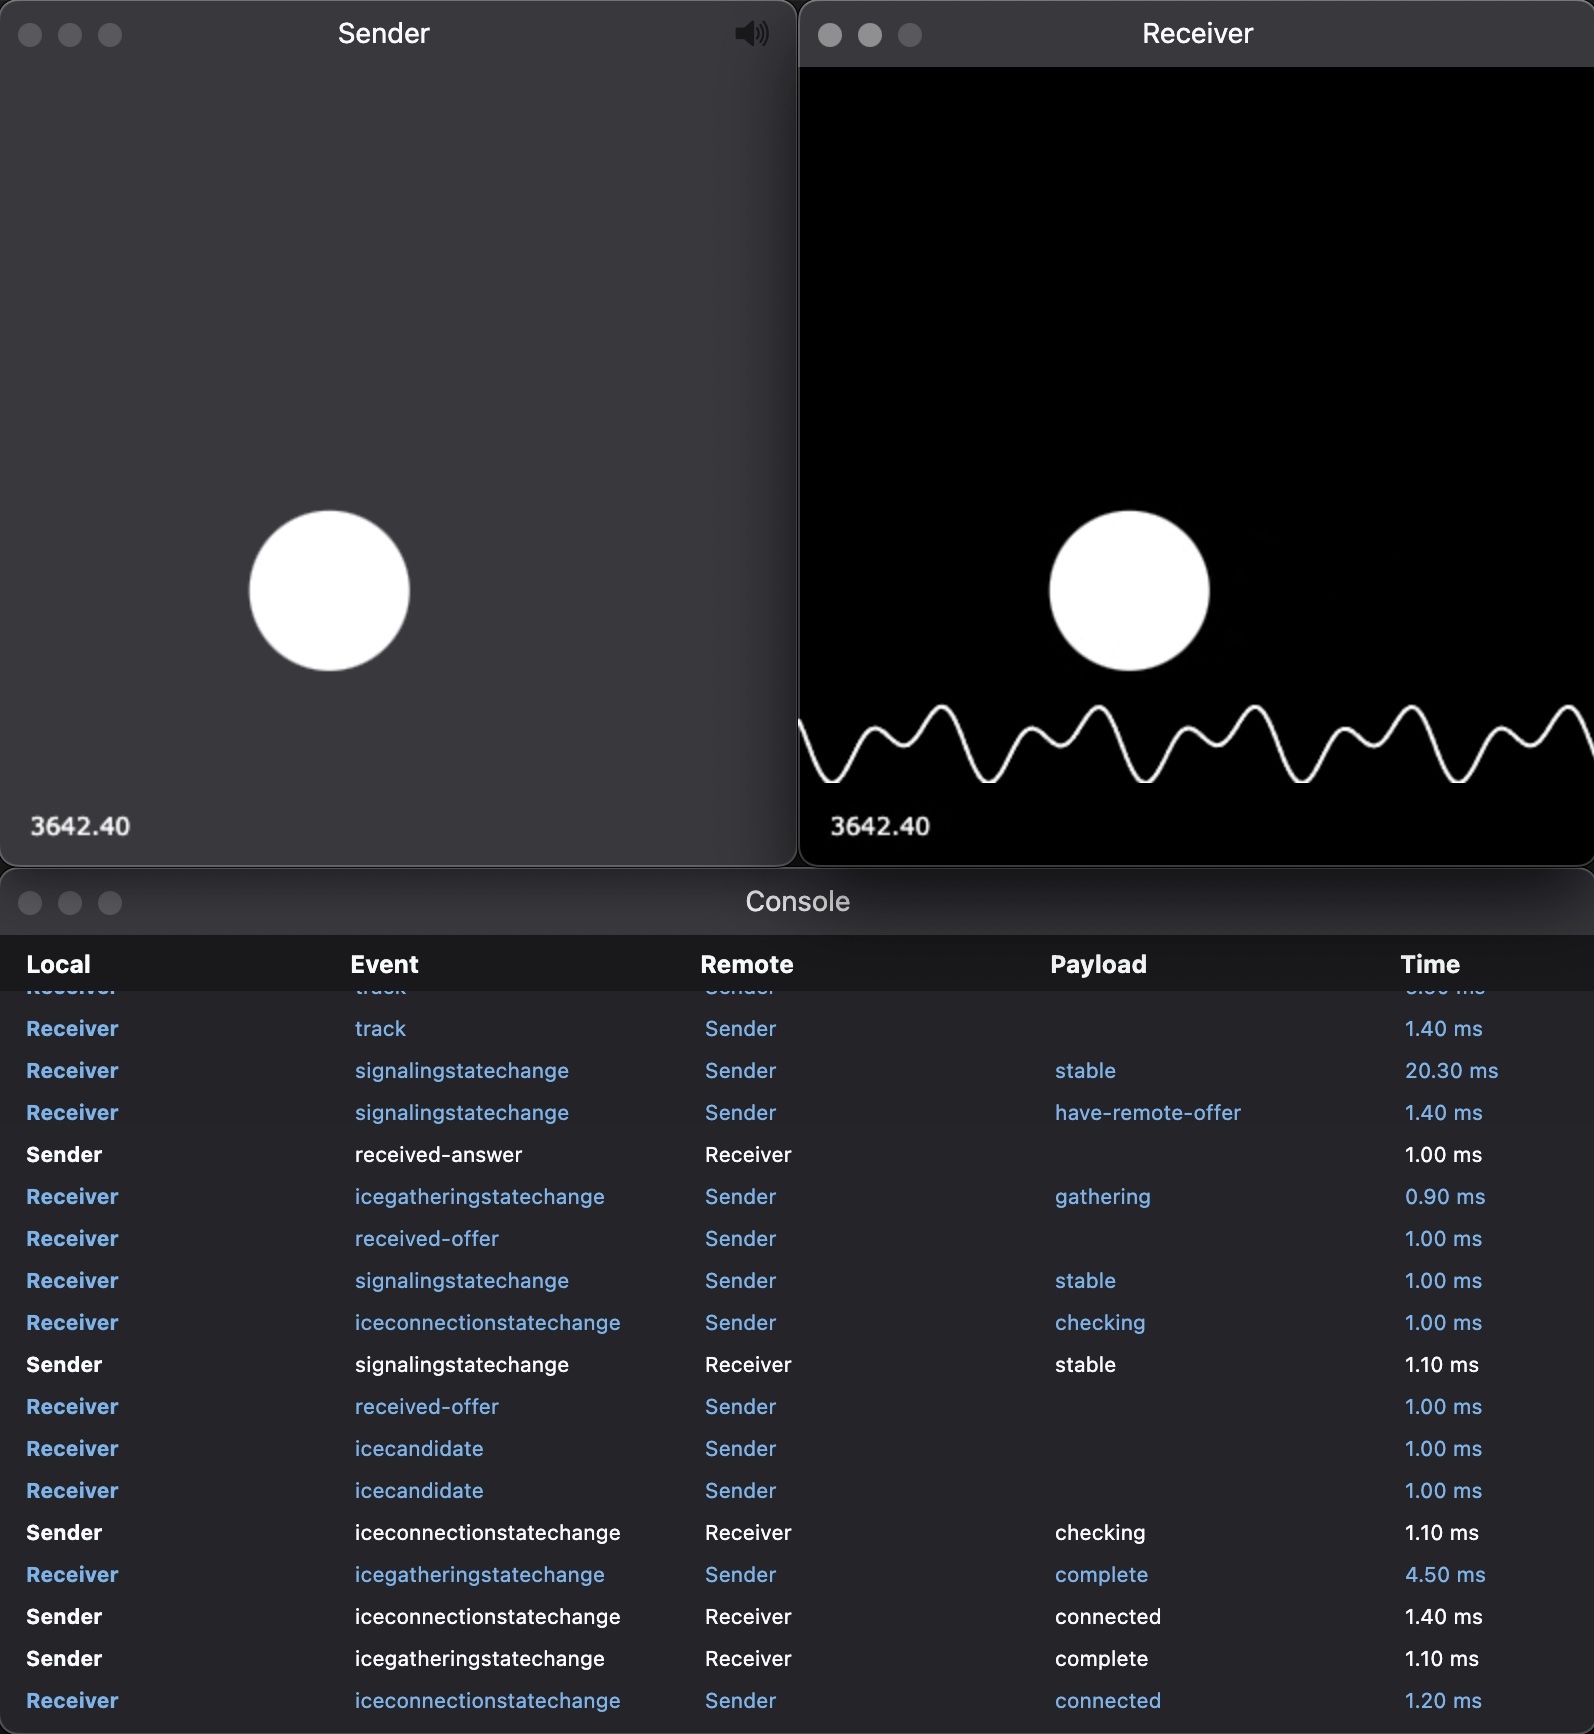 Sender
Receiver
3642.40
3642.40
Console
Local Event Remote Payload Time
Receiver track Sender 1.40 ms
Receiver signalingstatechange Sender stable 20.30 ms
Receiver signalingstatechange Sender have-remote-offer 1.40 ms
Sender received-answer Receiver 1.00 ms
Receiver icegatheringstatechange Sender gathering 0.90 ms
Receiver received-offer Sender 1.00 ms
Receiver signalingstatechange Sender stable 1.00 ms
Receiver iceconnectionstatechange Sender checking 1.00 ms
Sender signalingstatechange Receiver stable 1.10 ms
Receiver received-offer Sender 1.00 ms
Receiver icecandidate Sender 1.00 ms
Receiver icecandidate Sender 1.00 ms
Sender iceconnectionstatechange Receiver checking 1.10 ms
Receiver icegatheringstatechange Sender complete 4.50 ms
Sender iceconnectionstatechange Receiver connected 1.40 ms
Sender icegatheringstatechange Receiver complete 1.10 ms
Receiver iceconnectionstatechange Sender connected 1.20 ms